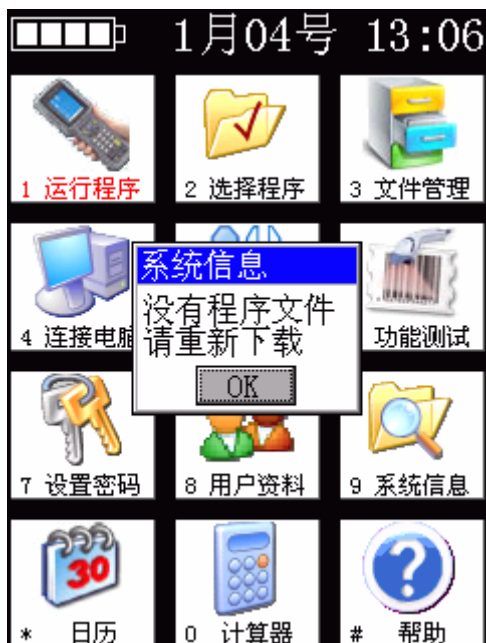 1月04号 13:06
1 运行程序
2 选择程序
3 文件管理
系统信息
没有程序文件
请重新下载
OK
4 连接电脑
功能测试
7 设置密码
8 用户资料
9 系统信息
30
* 日历
0 计算器
# 帮助